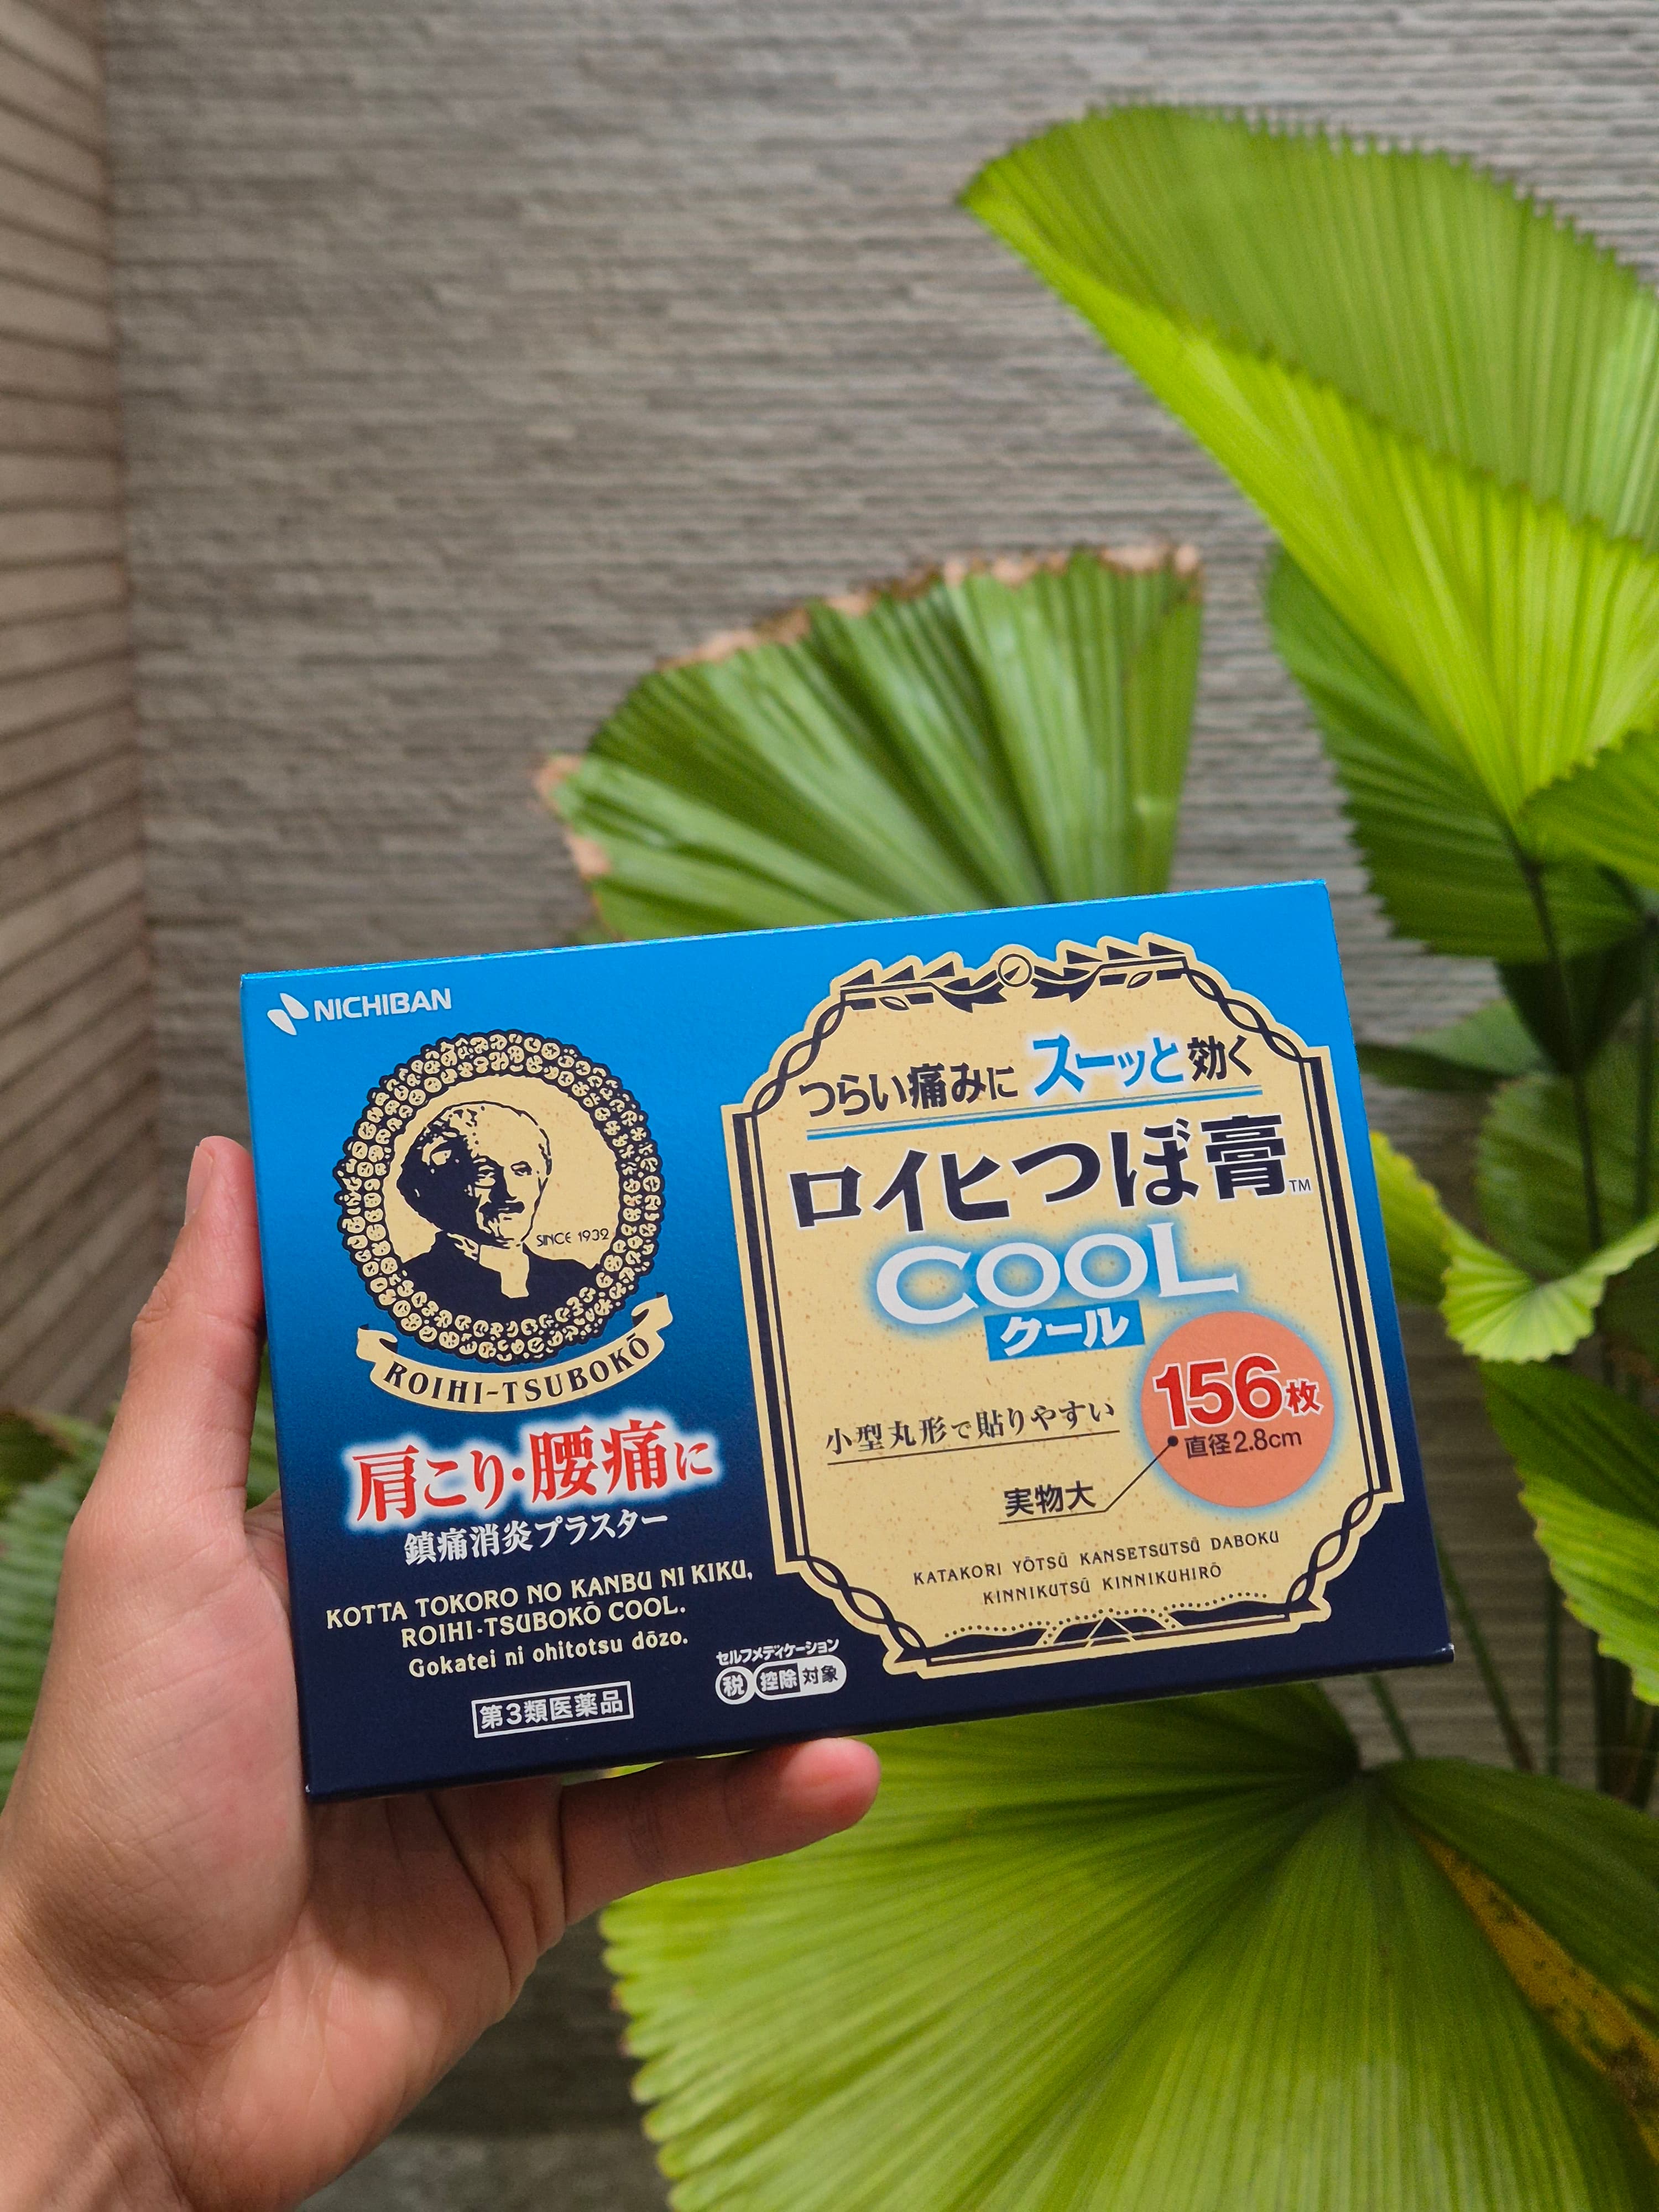 NICHIBAN
SINCE 1932
ROIHI-TSUBOKŌ
肩こり・腰痛に
鎮痛消炎プラスター
KOTTA TOKORO NO KANBU NI KIKU,
ROIHI-TSUBOKŌ COOL.
Gokatei ni ohitotsu dōzo.
第3類医薬品
セルフメディケーション
税 控除 対象
つらい痛みに スーッと効く
ロイヒつぼ膏™
COOL
クール
156枚
直径2.8cm
小型丸形で貼りやすい
実物大
KATAKORI YŌTSŪ KANSETSUTSŪ DABOKU
KINNIKUTSŪ KINNIKUHIRŌ